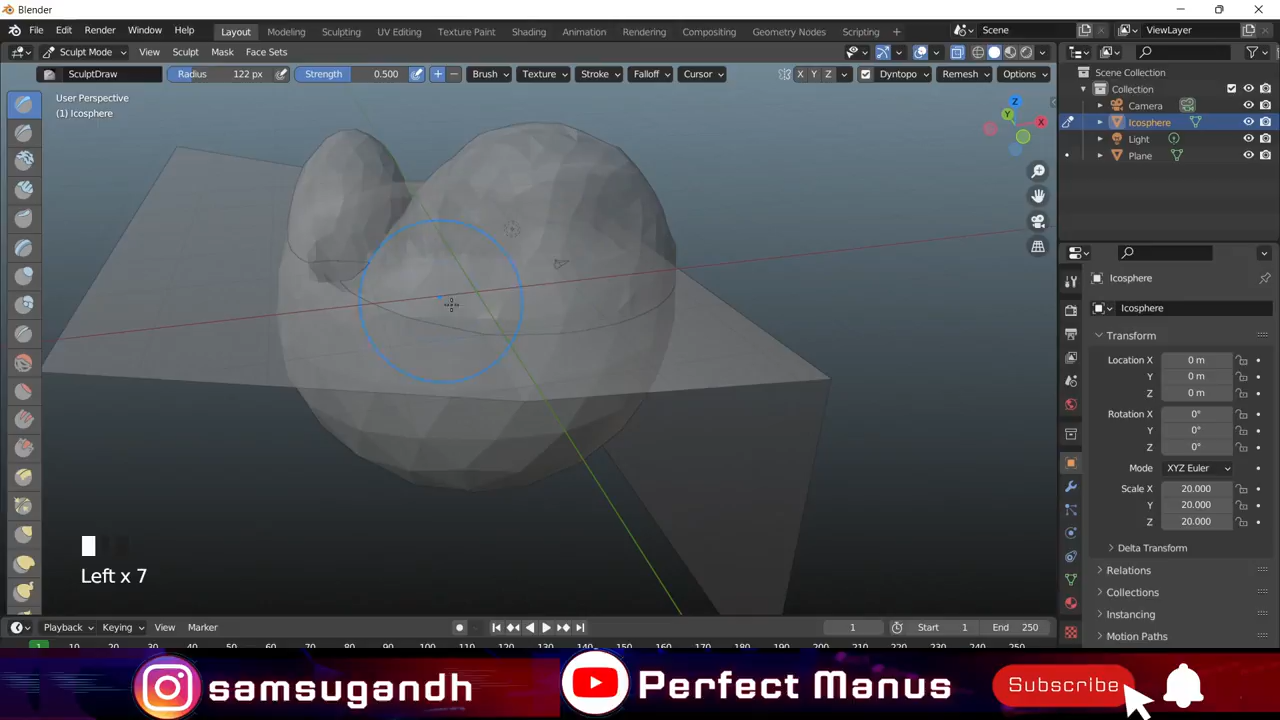 Blender
File Edit Render Window Help Layout Modeling Sculpting UV Editing Texture Paint Shading Animation Rendering Compositing Geometry Nodes Scripting + Scene ViewLayer
Sculpt Mode View Sculpt Mask Face Sets
SculptDraw Radius 122 px Strength 0.500 Brush Texture Stroke Falloff Cursor X Y Z Dyntopo Remesh Options
User Perspective
(1) Icosphere
Z
Y
X
Scene Collection
Collection
Camera
Icosphere
Light
Plane
Icosphere
Icosphere
Transform
Location X 0 m
Y 0 m
Z 0 m
Rotation X 0°
Y 0°
Z 0°
Mode XYZ Euler
Scale X 20.000
Y 20.000
Z 20.000
Delta Transform
Relations
Collections
Instancing
Motion Paths
Left x 7
Playback Keying View Marker 1 Start 1 End 250
1 10 20 30 40 50 60 70 80 90 100 110 120 130 140 150 160 170 180 190 200 210 220 230 240 250
samsugandh
Perfect Manus
Subscribe